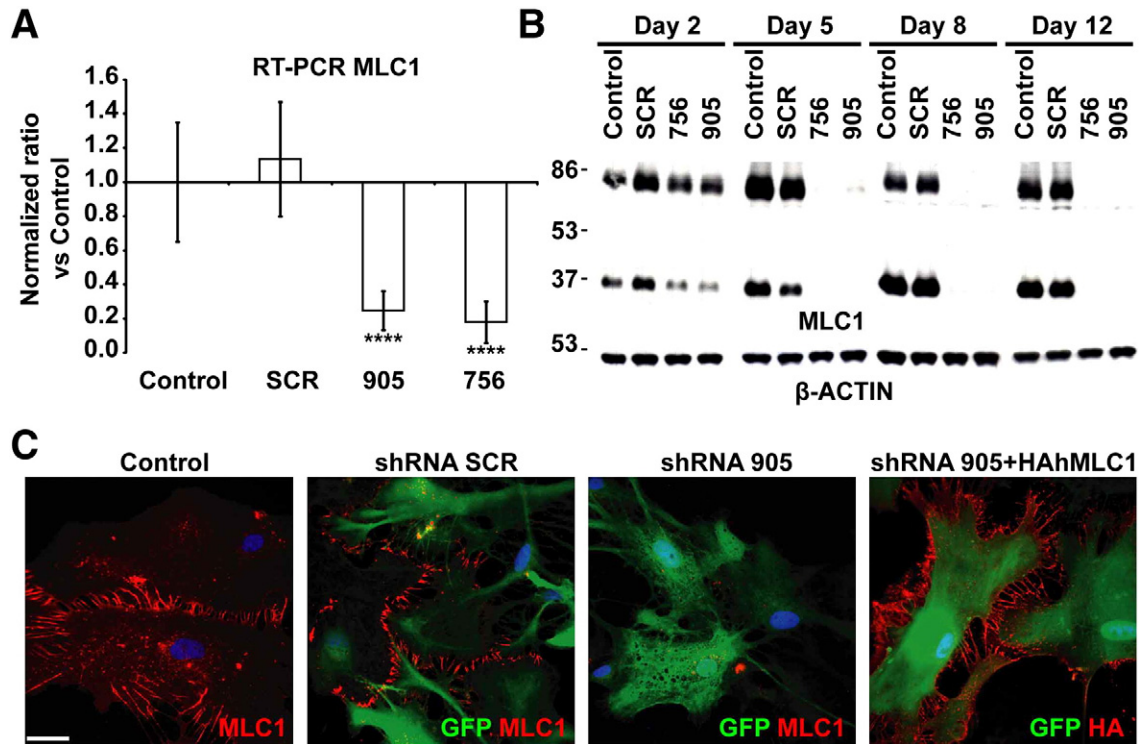 A
RT-PCR MLC1
Normalized ratio
vs Control
1.6
1.4
1.2
1.0
0.8
0.6
0.4
0.2
0.0
****
****
Control SCR 905 756
B
Day 2 Day 5 Day 8 Day 12
Control SCR 756 905 Control SCR 756 905 Control SCR 756 905 Control SCR 756 905
86 -
53 -
37 -
MLC1
53 -
β-ACTIN
C
Control shRNA SCR shRNA 905 shRNA 905+HAhMLC1
MLC1 GFP MLC1 GFP MLC1 GFP HA